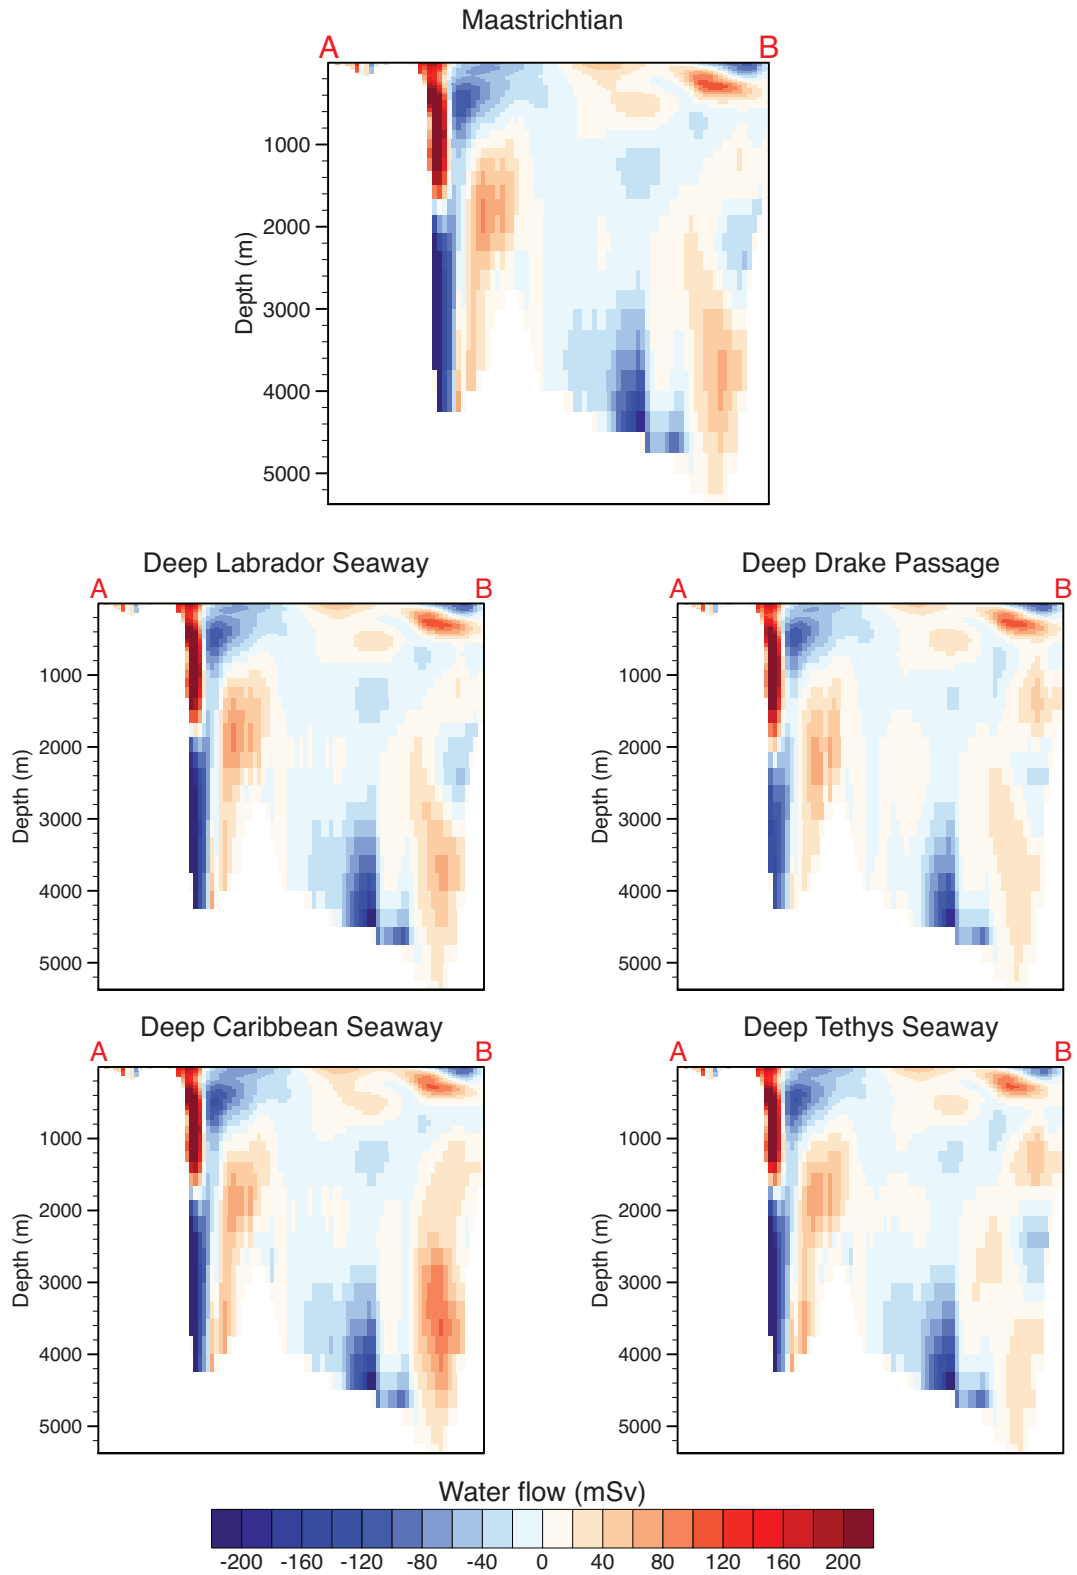 Maastrichtian
A B
1000
2000
3000
4000
5000
Depth (m)
Deep Labrador Seaway
A B
1000
2000
3000
4000
5000
Depth (m)
Deep Drake Passage
A B
1000
2000
3000
4000
5000
Depth (m)
Deep Caribbean Seaway
A B
1000
2000
3000
4000
5000
Depth (m)
Deep Tethys Seaway
A B
1000
2000
3000
4000
5000
Depth (m)
Water flow (mSv)
-200 -160 -120 -80 -40 0 40 80 120 160 200